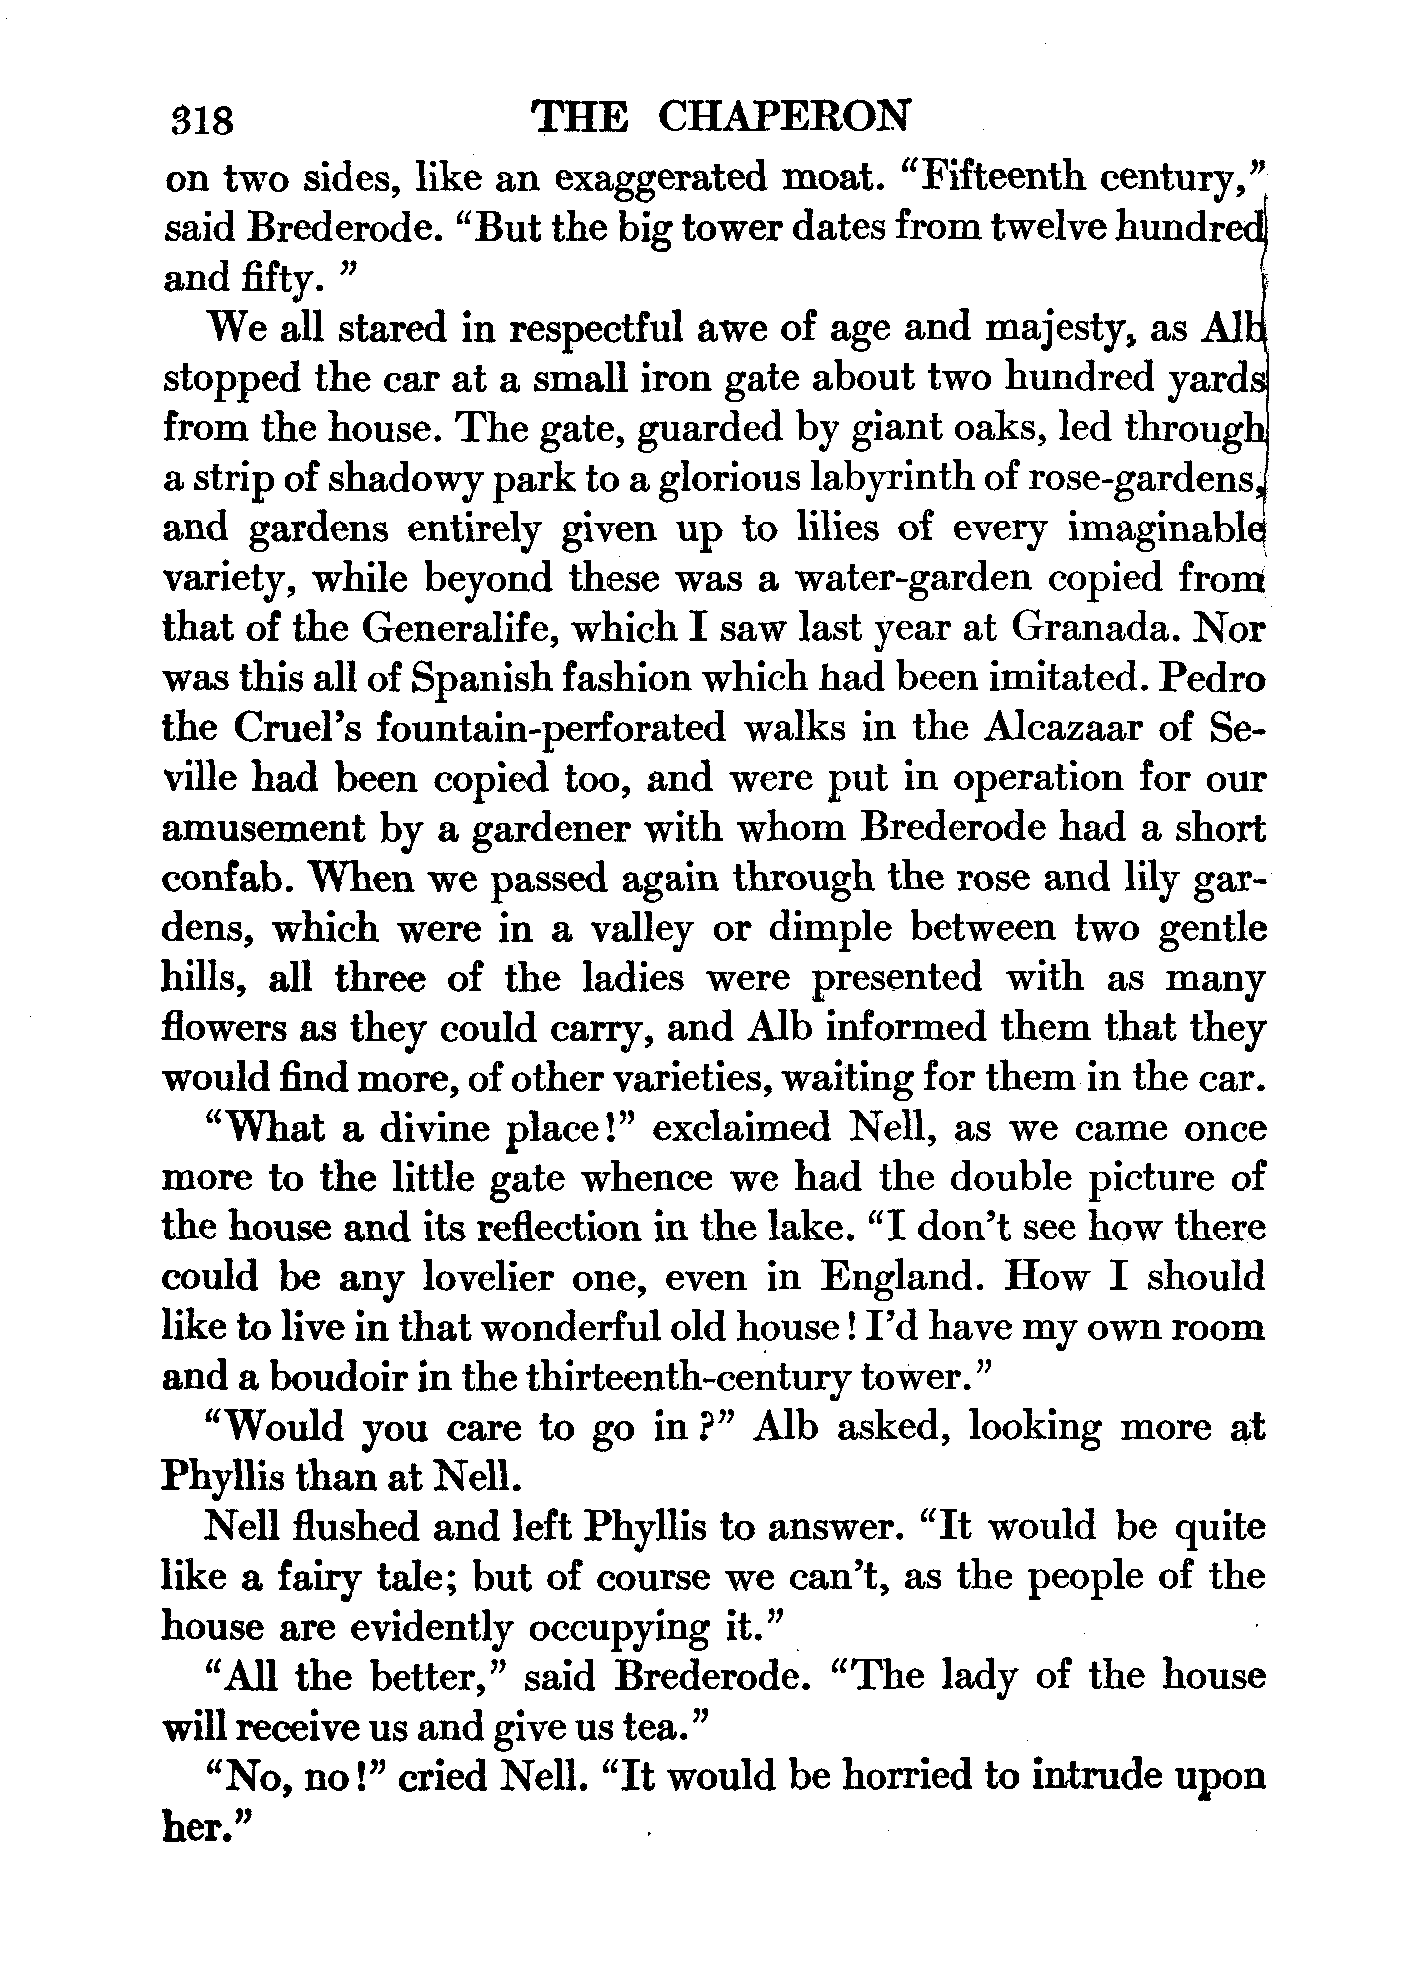 318 THE CHAPERON
on two sides, like an exaggerated moat. “Fifteenth century,”
said Brederode. “But the big tower dates from twelve hundred
and fifty. ”
We all stared in respectful awe of age and majesty, as Alb
stopped the car at a small iron gate about two hundred yards
from the house. The gate, guarded by giant oaks, led through
a strip of shadowy park to a glorious labyrinth of rose-gardens,
and gardens entirely given up to lilies of every imaginable
variety, while beyond these was a water-garden copied from
that of the Generalife, which I saw last year at Granada. Nor
was this all of Spanish fashion which had been imitated. Pedro
the Cruel’s fountain-perforated walks in the Alcazaar of Se-
ville had been copied too, and were put in operation for our
amusement by a gardener with whom Brederode had a short
confab. When we passed again through the rose and lily gar-
dens, which were in a valley or dimple between two gentle
hills, all three of the ladies were presented with as many
flowers as they could carry, and Alb informed them that they
would find more, of other varieties, waiting for them in the car.
“What a divine place!” exclaimed Nell, as we came once
more to the little gate whence we had the double picture of
the house and its reflection in the lake. “I don’t see how there
could be any lovelier one, even in England. How I should
like to live in that wonderful old house! I’d have my own room
and a boudoir in the thirteenth-century tower.”
“Would you care to go in?” Alb asked, looking more at
Phyllis than at Nell.
Nell flushed and left Phyllis to answer. “It would be quite
like a fairy tale; but of course we can’t, as the people of the
house are evidently occupying it.”
“All the better,” said Brederode. “The lady of the house
will receive us and give us tea.”
“No, no!” cried Nell. “It would be horried to intrude upon
her.”